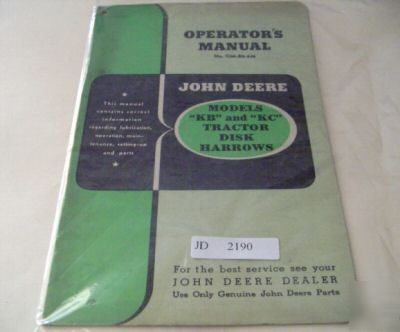 OPERATOR'S
MANUAL
JOHN DEERE
This manual
contains correct
information
regarding lubrication,
operation, main-
tenance, setting-up
and parts
MODELS
"KB" and "KC"
TRACTOR
DISK
HARROWS
JD 2190
For the best service see your
JOHN DEERE DEALER
Use Only Genuine John Deere Parts